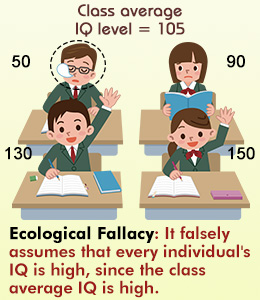 Class average
IQ level = 105
50
90
130
150
Ecological Fallacy: It falsely
assumes that every individual's
IQ is high, since the class
average IQ is high.